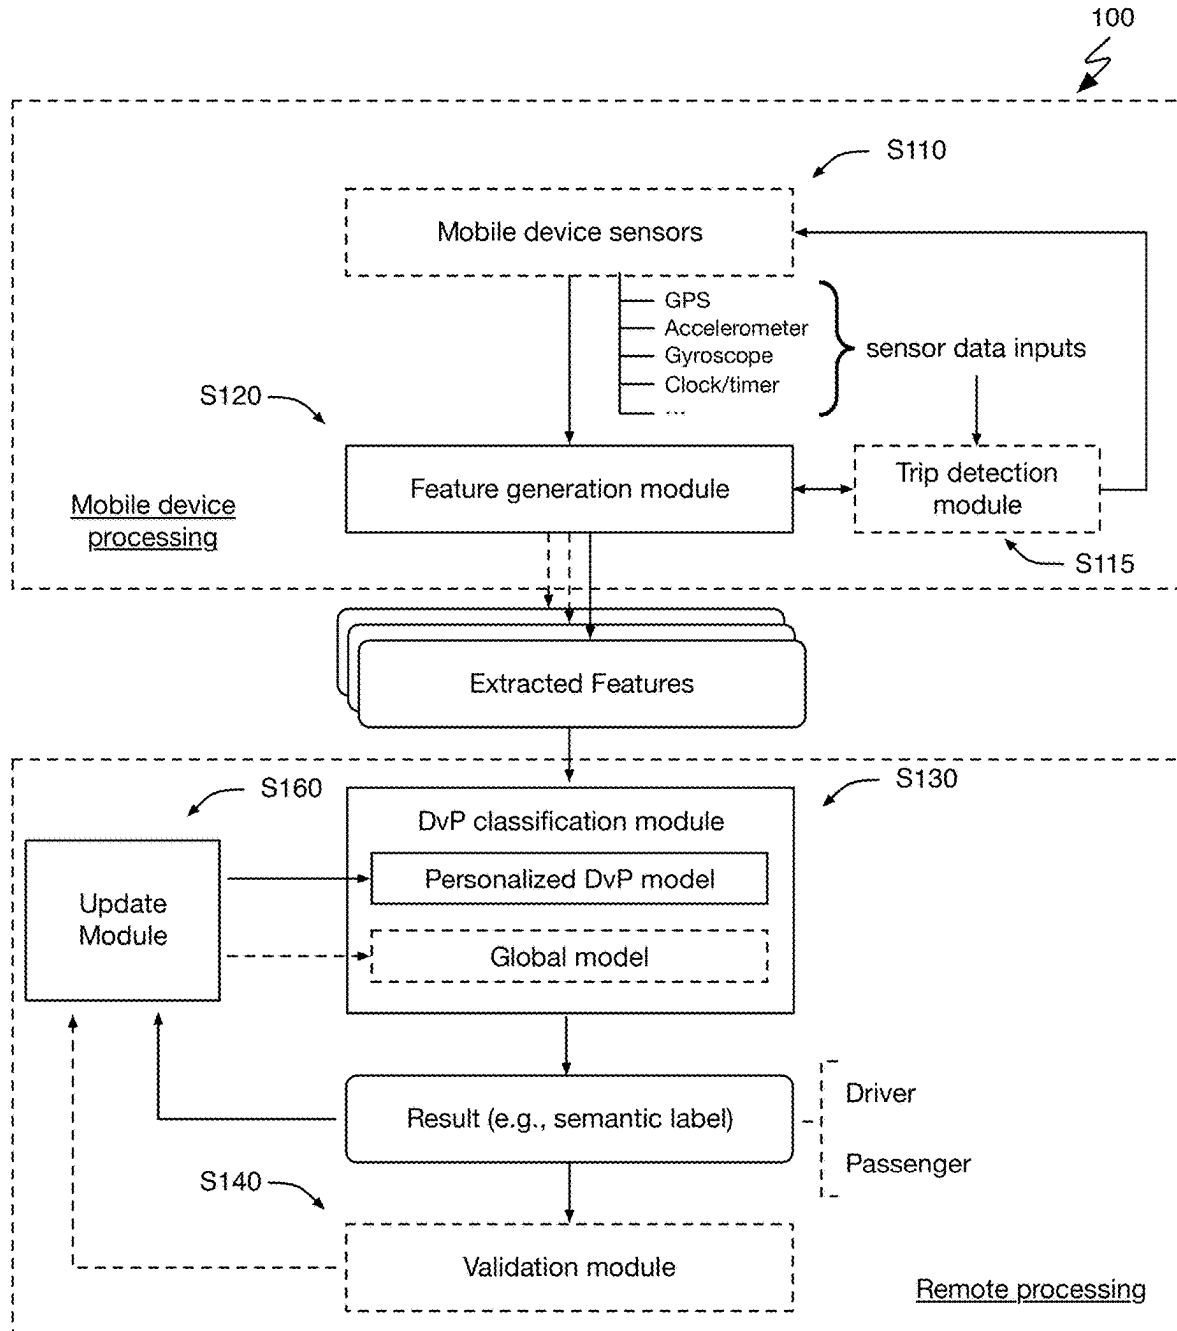 100
S110
Mobile device sensors
GPS
Accelerometer
Gyroscope
Clock/timer
...
sensor data inputs
S120
Feature generation module
Trip detection
module
Mobile device
processing
S115
Extracted Features
S160
S130
DvP classification module
Personalized DvP model
Update
Module
Global model
Result (e.g., semantic label)
Driver
Passenger
S140
Validation module
Remote processing